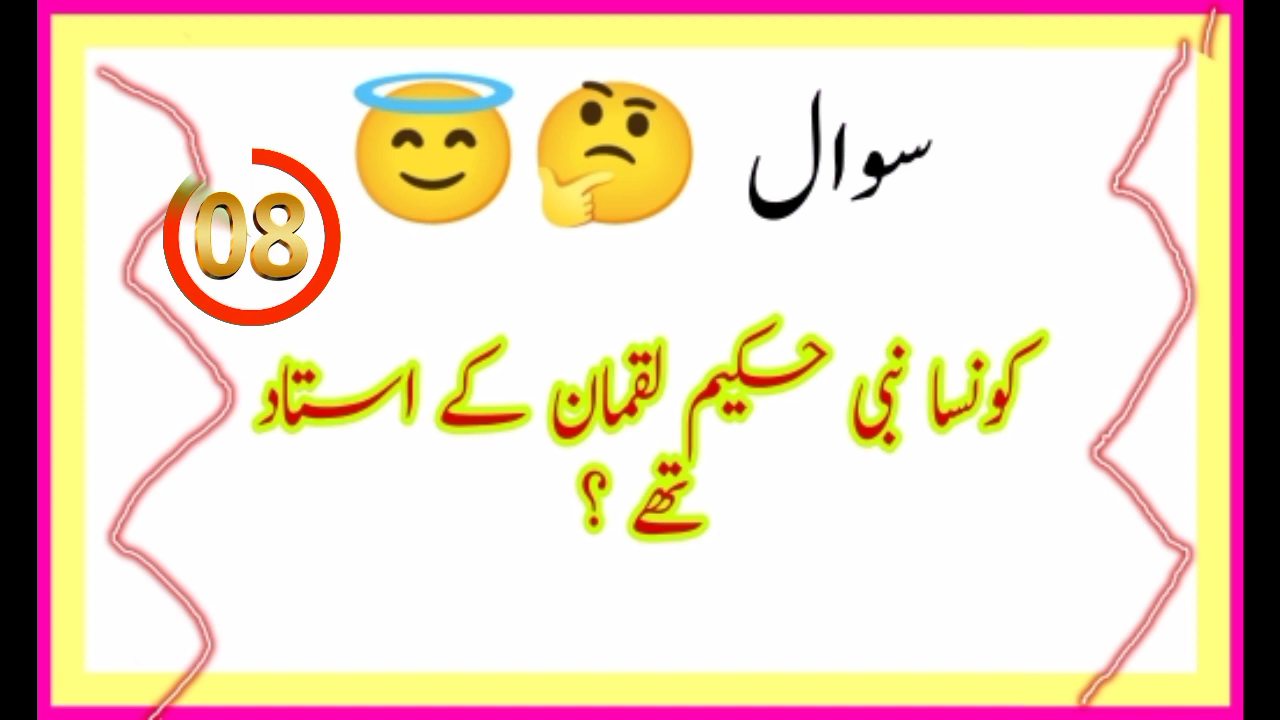 سوال
08
کونسا نبی حکیم لقمان کے استاد
تھے ؟